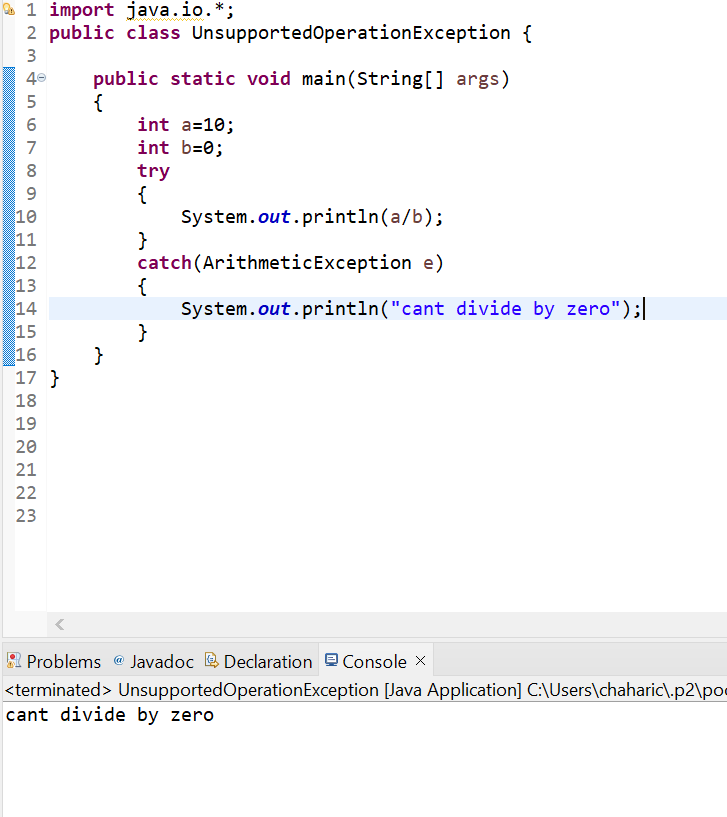 1 import java.io.*;
2 public class UnsupportedOperationException {
3
4 public static void main(String[] args)
5 {
6 int a=10;
7 int b=0;
8 try
9 {
10 System.out.println(a/b);
11 }
12 catch(ArithmeticException e)
13 {
14 System.out.println("cant divide by zero");
15 }
16 }
17 }
18
19
20
21
22
23
Problems @ Javadoc Declaration Console
<terminated> UnsupportedOperationException [Java Application] C:\Users\chaharic\.p2\poo
cant divide by zero